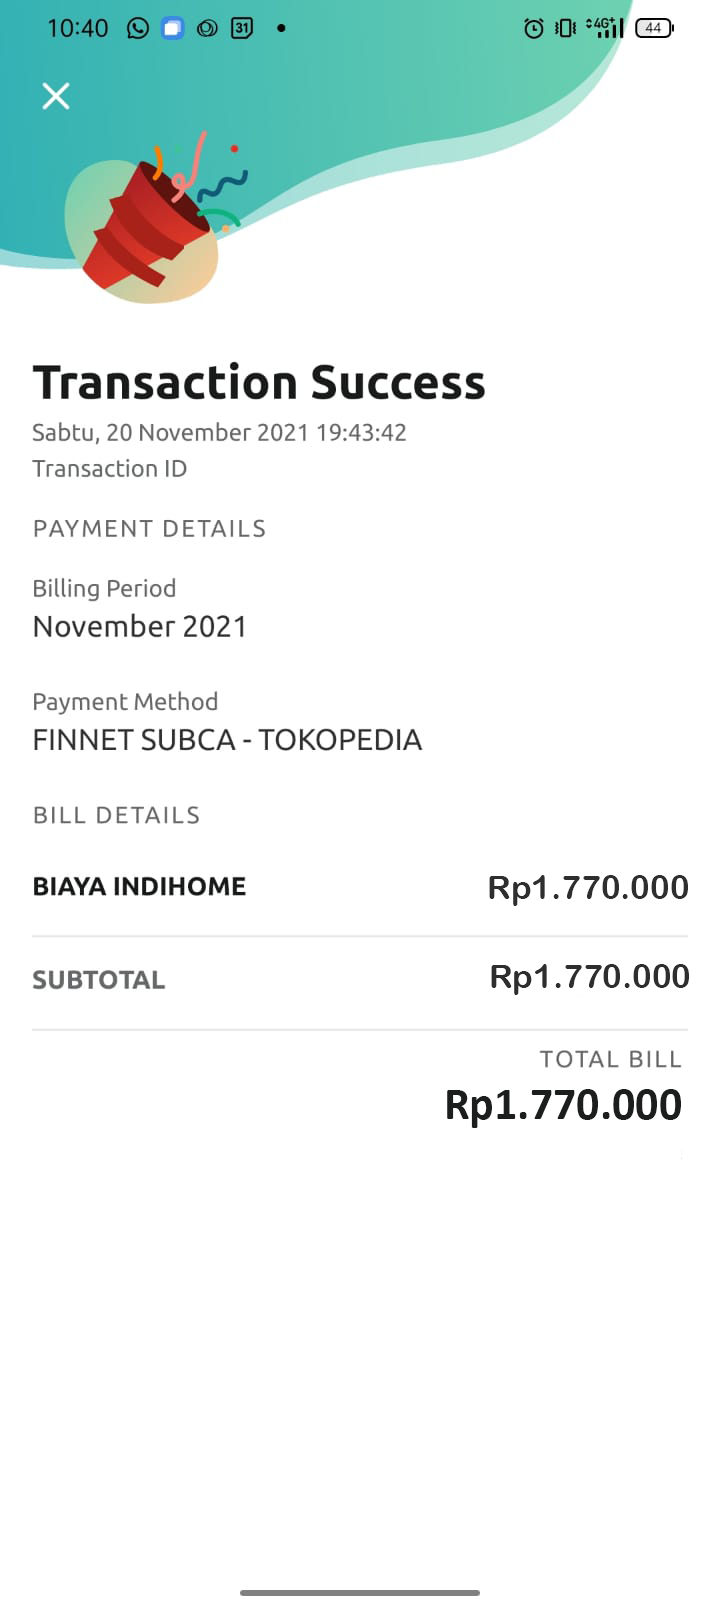 10:40
31
4G+
44
Transaction Success
Sabtu, 20 November 2021 19:43:42
Transaction ID
PAYMENT DETAILS
Billing Period
November 2021
Payment Method
FINNET SUBCA - TOKOPEDIA
BILL DETAILS
BIAYA INDIHOME Rp1.770.000
SUBTOTAL Rp1.770.000
TOTAL BILL
Rp1.770.000